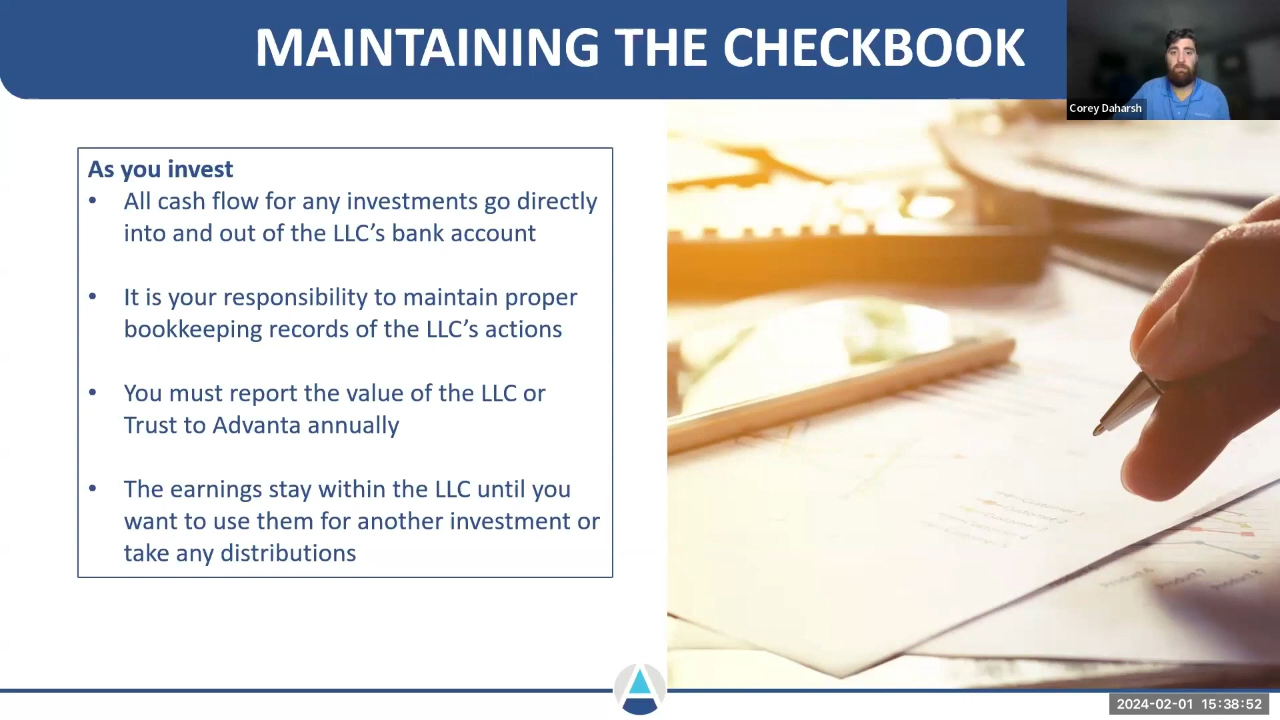 MAINTAINING THE CHECKBOOK
Corey Daharsh
As you invest
• All cash flow for any investments go directly
into and out of the LLC’s bank account
• It is your responsibility to maintain proper
bookkeeping records of the LLC’s actions
• You must report the value of the LLC or
Trust to Advanta annually
• The earnings stay within the LLC until you
want to use them for another investment or
take any distributions
2024-02-01 15:38:52